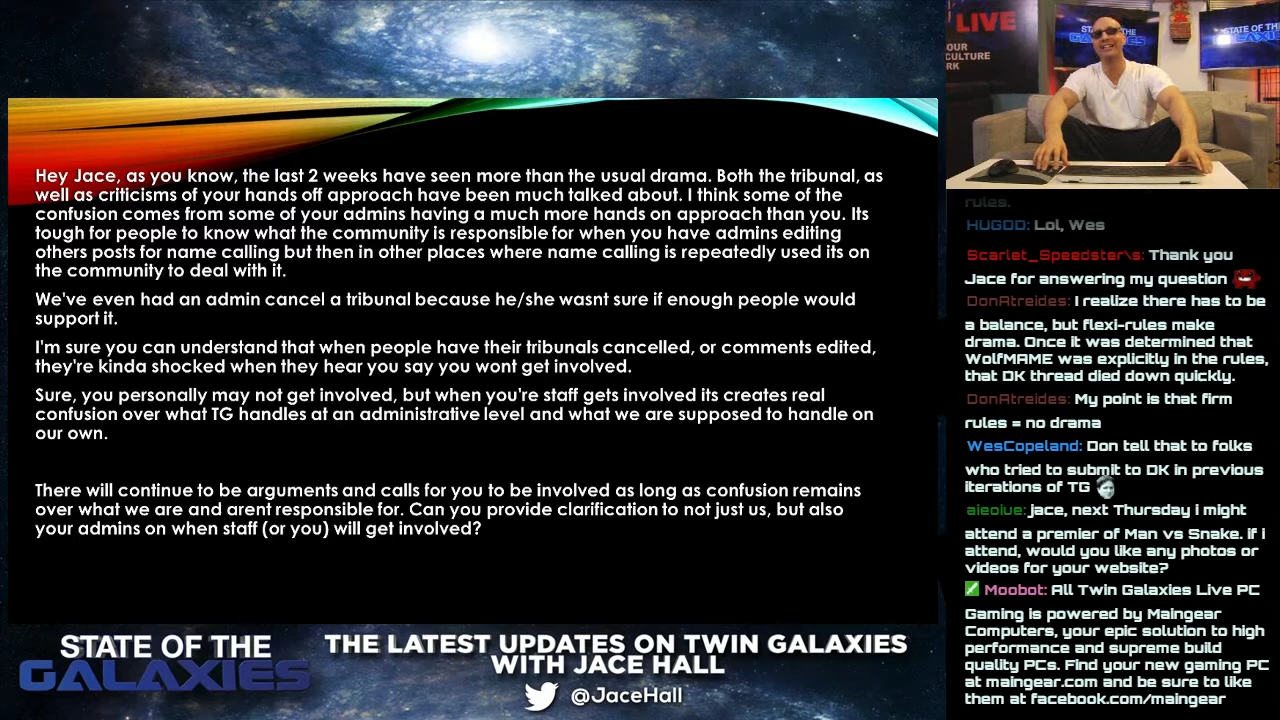 Hey Jace, as you know, the last 2 weeks have seen more than the usual drama. Both the tribunal, as
well as criticisms of your hands off approach have been much talked about. I think some of the
confusion comes from some of your admins having a much more hands on approach than you. Its
tough for people to know what the community is responsible for when you have admins editing
others posts for name calling but then in other places where name calling is repeatedly used its on
the community to deal with it.
We've even had an admin cancel a tribunal because he/she wasnt sure if enough people would
support it.
I'm sure you can understand that when people have their tribunals cancelled, or comments edited,
they're kinda shocked when they hear you say you wont get involved.
Sure, you personally may not get involved, but when you're staff gets involved its creates real
confusion over what TG handles at an administrative level and what we are supposed to handle on
our own.
There will continue to be arguments and calls for you to be involved as long as confusion remains
over what we are and arent responsible for. Can you provide clarification to not just us, but also
your admins on when staff (or you) will get involved?
STATE OF THE
GALAXIES
THE LATEST UPDATES ON TWIN GALAXIES
WITH JACE HALL
@JaceHall
LIVE
OUR
CULTURE
RK
STATE OF THE
GALAXIES
STATE OF THE
GALAXIES
rules.
HUGOD: Lol, Wes
Scarlet_Speedster\s: Thank you
Jace for answering my question
DonAtreides: I realize there has to be
a balance, but flexi-rules make
drama. Once it was determined that
WolfMAME was explicitly in the rules,
that DK thread died down quickly.
DonAtreides: My point is that firm
rules = no drama
WesCopeland: Don tell that to folks
who tried to submit to DK in previous
iterations of TG
aieoiue: jace, next Thursday i might
attend a premier of Man vs Snake. if i
attend, would you like any photos or
videos for your website?
Moobot: All Twin Galaxies Live PC
Gaming is powered by Maingear
Computers, your epic solution to high
performance and supreme build
quality PCs. Find your new gaming PC
at maingear.com and be sure to like
them at facebook.com/maingear